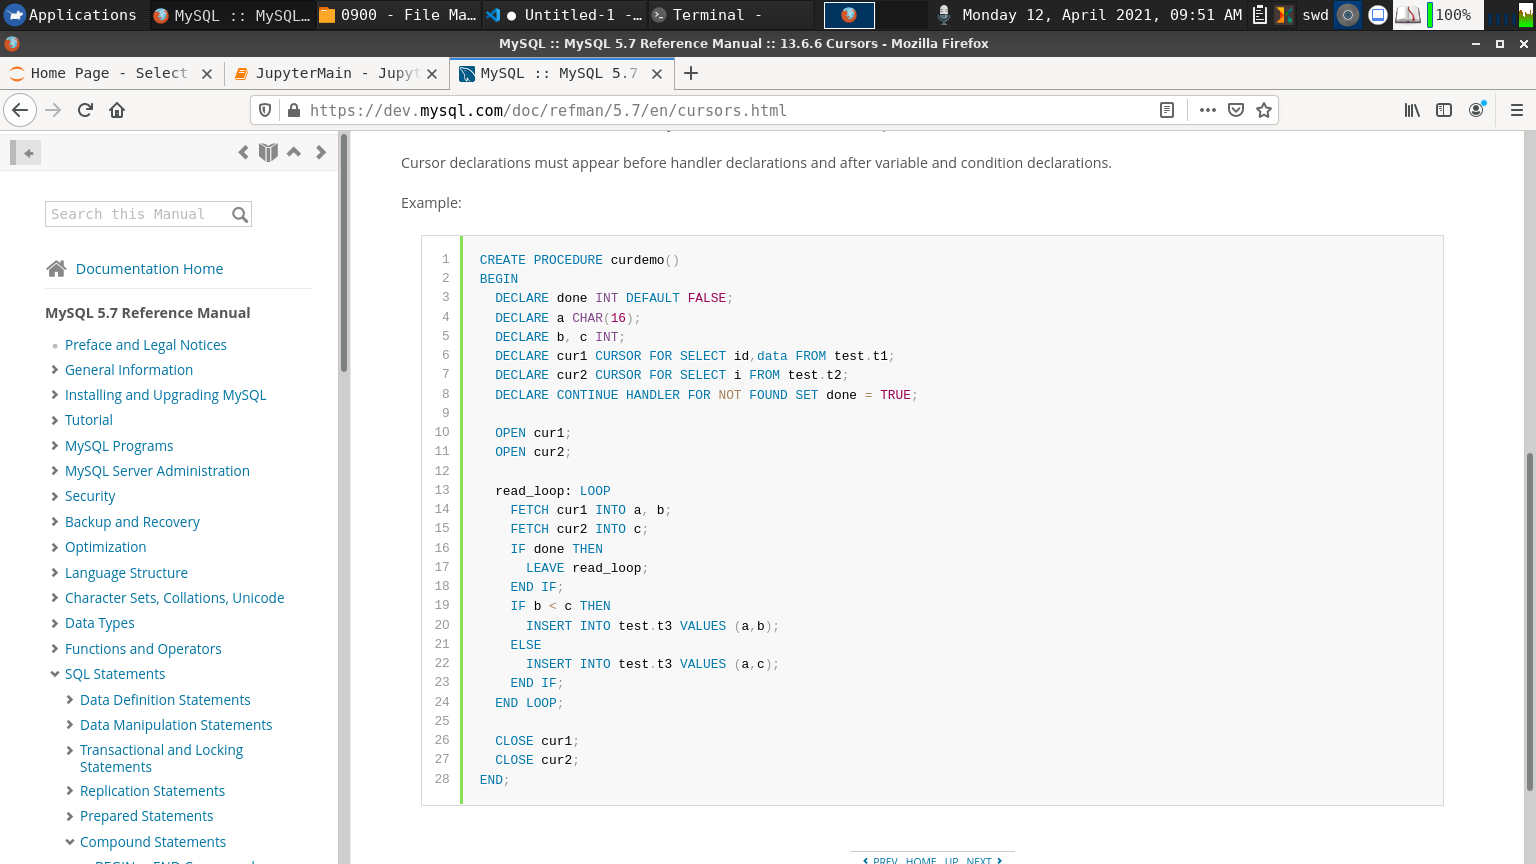 Applications
MySQL :: MySQL...
0900 - File Ma...
Untitled-1 -...
Terminal -
Monday 12, April 2021, 09:51 AM
swd
100%
MySQL :: MySQL 5.7 Reference Manual :: 13.6.6 Cursors - Mozilla Firefox
Home Page - Select
JupyterMain - Jupyt
MySQL :: MySQL 5.7
https://dev.mysql.com/doc/refman/5.7/en/cursors.html
Search this Manual
Documentation Home
MySQL 5.7 Reference Manual
Preface and Legal Notices
General Information
Installing and Upgrading MySQL
Tutorial
MySQL Programs
MySQL Server Administration
Security
Backup and Recovery
Optimization
Language Structure
Character Sets, Collations, Unicode
Data Types
Functions and Operators
SQL Statements
Data Definition Statements
Data Manipulation Statements
Transactional and Locking
Statements
Replication Statements
Prepared Statements
Compound Statements
Cursor declarations must appear before handler declarations and after variable and condition declarations.
Example:
1 CREATE PROCEDURE curdemo()
2 BEGIN
3   DECLARE done INT DEFAULT FALSE;
4   DECLARE a CHAR(16);
5   DECLARE b, c INT;
6   DECLARE cur1 CURSOR FOR SELECT id,data FROM test.t1;
7   DECLARE cur2 CURSOR FOR SELECT i FROM test.t2;
8   DECLARE CONTINUE HANDLER FOR NOT FOUND SET done = TRUE;
9
10   OPEN cur1;
11   OPEN cur2;
12
13   read_loop: LOOP
14     FETCH cur1 INTO a, b;
15     FETCH cur2 INTO c;
16     IF done THEN
17       LEAVE read_loop;
18     END IF;
19     IF b < c THEN
20       INSERT INTO test.t3 VALUES (a,b);
21     ELSE
22       INSERT INTO test.t3 VALUES (a,c);
23     END IF;
24   END LOOP;
25
26   CLOSE cur1;
27   CLOSE cur2;
28 END;
PREV HOME UP NEXT